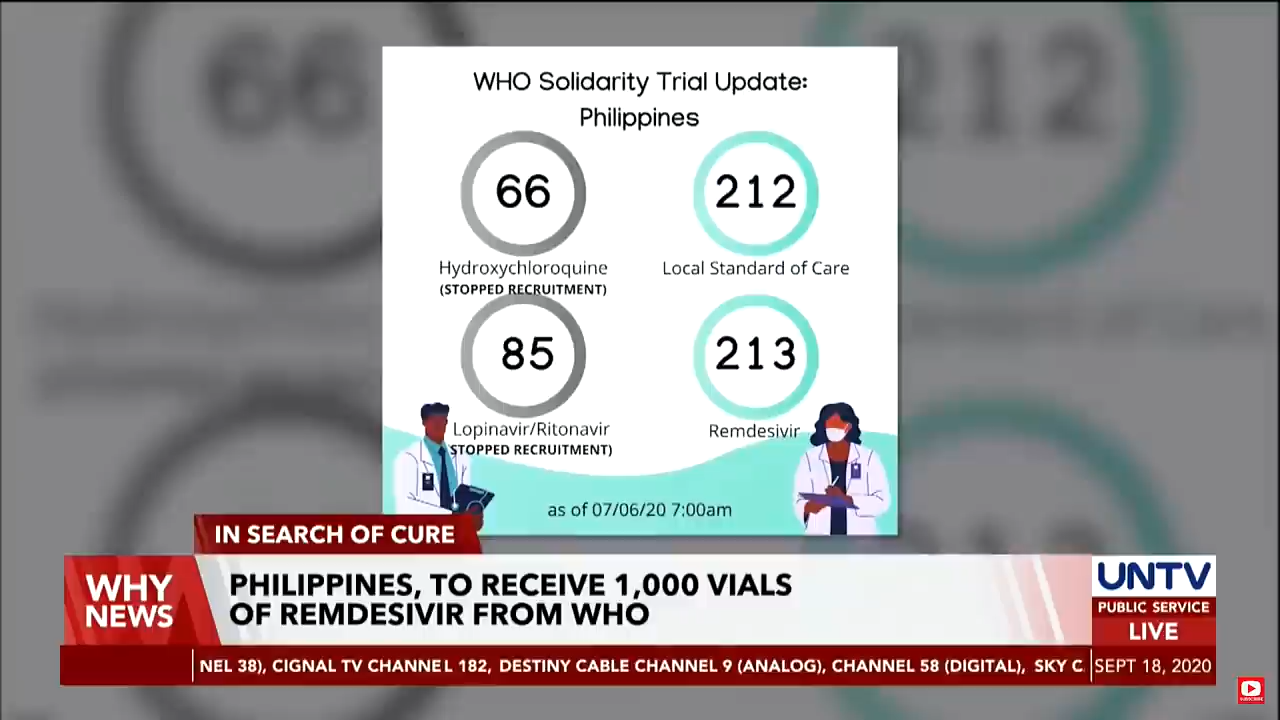 WHO Solidarity Trial Update:
Philippines
66
212
Hydroxychloroquine
(STOPPED RECRUITMENT)
Local Standard of Care
85
213
Lopinavir/Ritonavir
STOPPED RECRUITMENT)
Remdesivir
as of 07/06/20 7:00am
IN SEARCH OF CURE
WHY
NEWS
PHILIPPINES, TO RECEIVE 1,000 VIALS
OF REMDESIVIR FROM WHO
UNTV
PUBLIC SERVICE
LIVE
NEL 38), CIGNAL TV CHANNEL 182, DESTINY CABLE CHANNEL 9 (ANALOG), CHANNEL 58 (DIGITAL), SKY C
SEPT 18, 2020
SUBSCRIBE